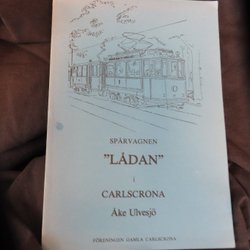 SPÅRVAGNEN
"LÅDAN"
i
CARLSCRONA
Åke Ulvesjö
FÖRENINGEN GAMLA CARLSCRONA